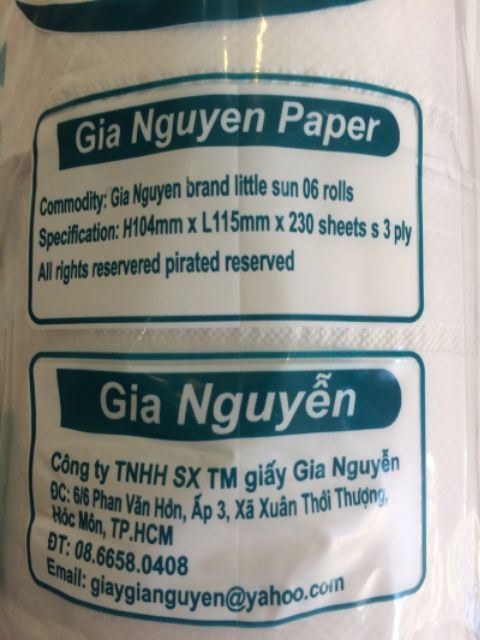 Gia Nguyen Paper
Commodity: Gia Nguyen brand little sun 06 rolls
Specification: H104mm x L115mm x 230 sheets s 3 ply
All rights reservered pirated reserved
Gia Nguyễn
Công ty TNHH SX TM giấy Gia Nguyễn
ĐC: 6/6 Phan Văn Hớn, Ấp 3, Xã Xuân Thới Thượng,
Hóc Môn, TP.HCM
ĐT: 08.6658.0408
Email: giaygianguyen@yahoo.com